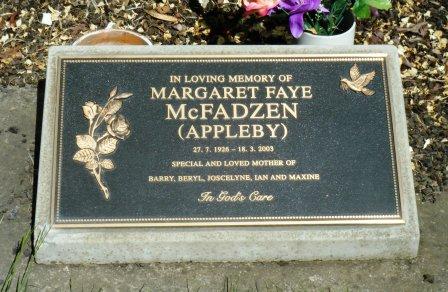 IN LOVING MEMORY OF
MARGARET FAYE
McFADZEN
(APPLEBY)
27. 7. 1926 - 18. 3. 2003
SPECIAL AND LOVED MOTHER OF
BARRY, BERYL, JOSCELYNE, IAN AND MAXINE
In God's Care